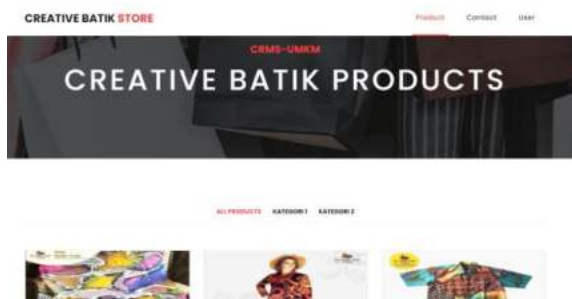 CREATIVE BATIK STORE
Product Contact User
CRMS-UMKM
CREATIVE BATIK PRODUCTS
ALL PRODUCTS KATEGORI 1 KATEGORI 2